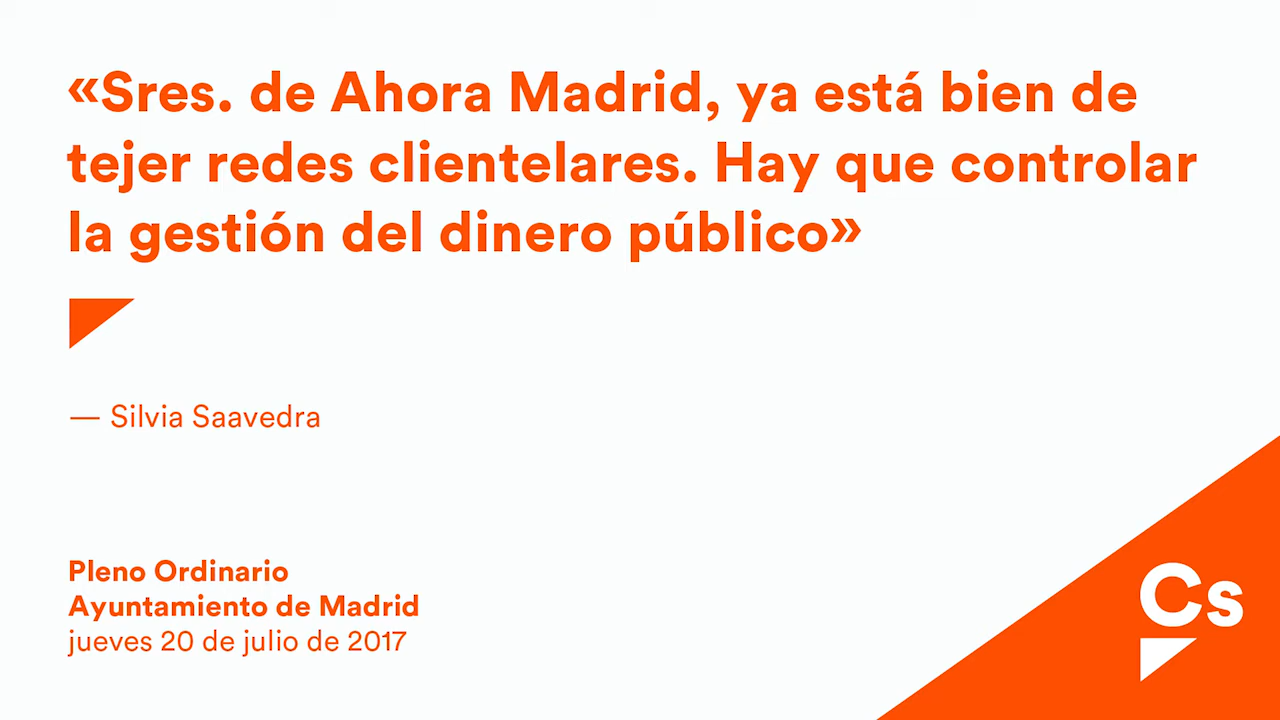 «Sres. de Ahora Madrid, ya está bien de
tejer redes clientelares. Hay que controlar
la gestión del dinero público»
— Silvia Saavedra
Pleno Ordinario
Ayuntamiento de Madrid
jueves 20 de julio de 2017
Cs